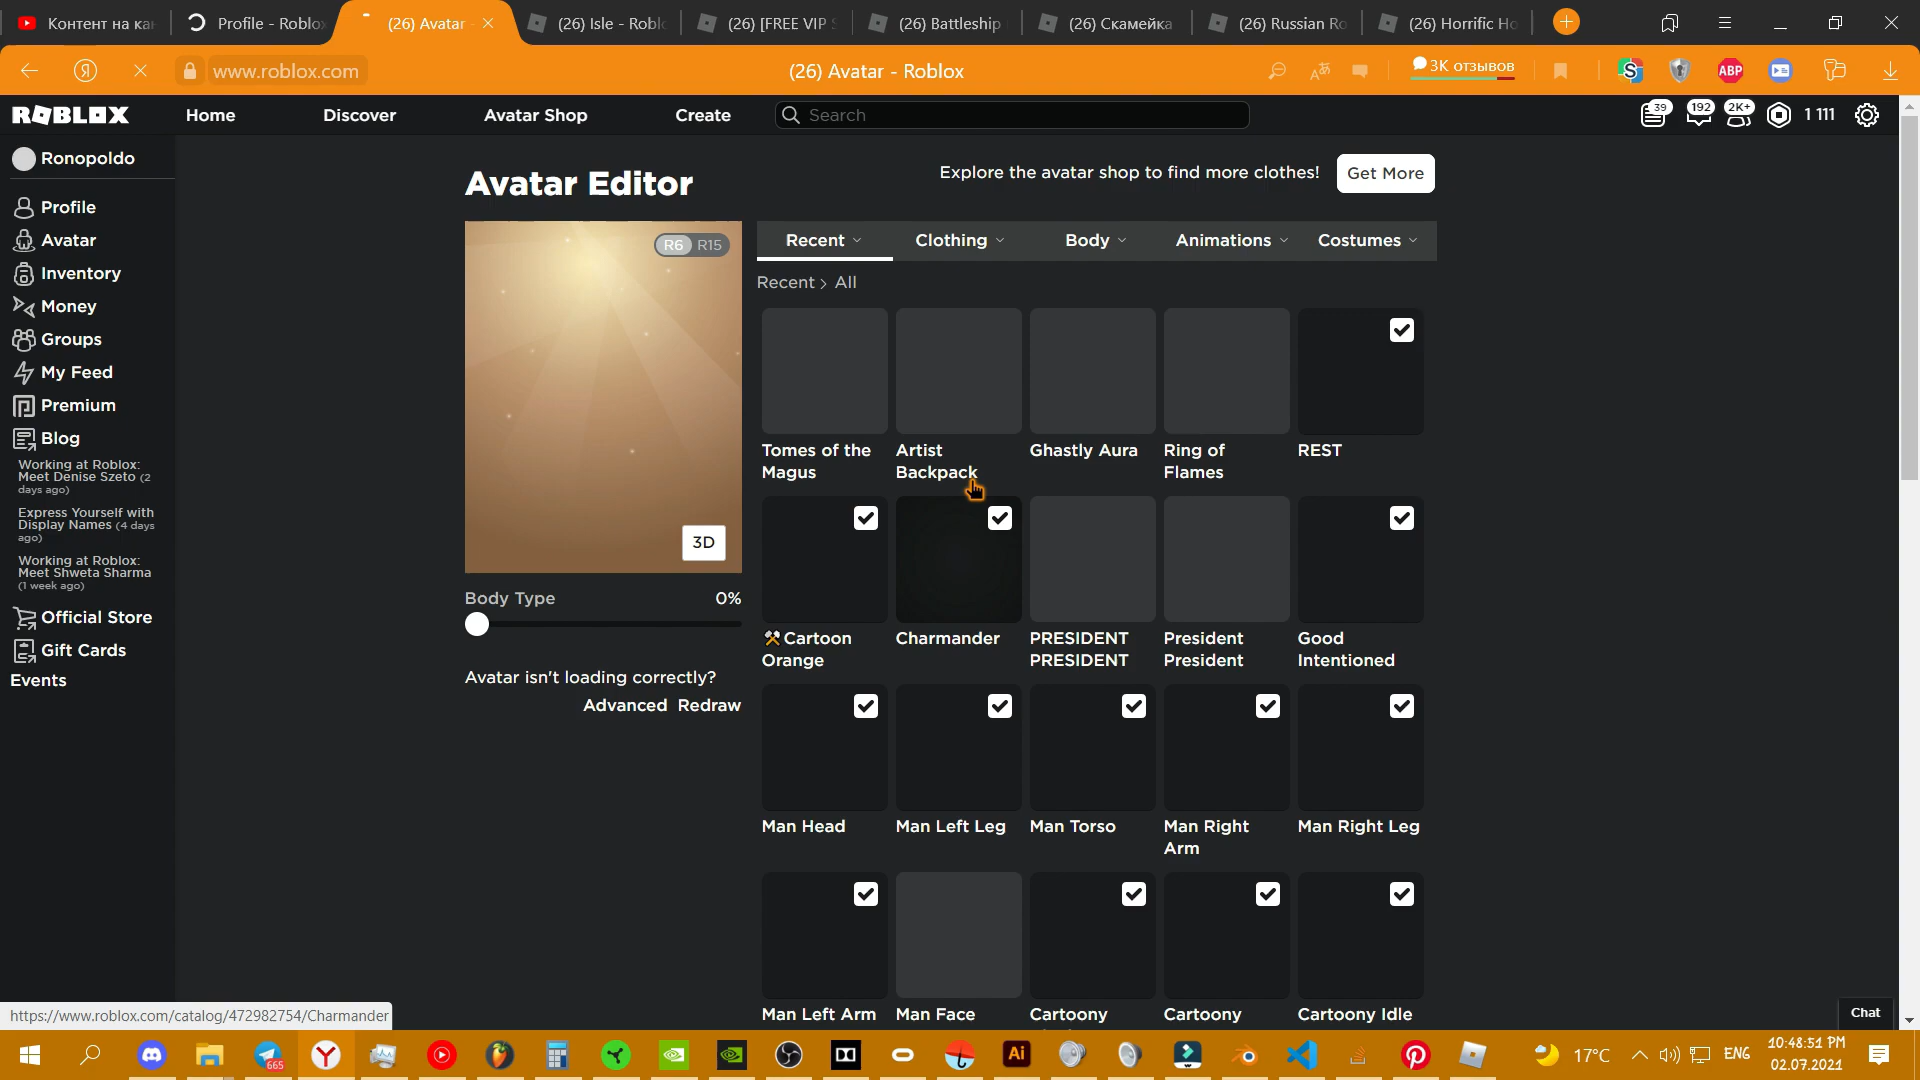 Контент на ка
Profile - Roblox
(26) Avatar -
(26) Isle - Roblo
(26) [FREE VIP S
(26) Battleship
(26) Скамейка
(26) Russian Ro
(26) Horrific Ho
Я
www.roblox.com
(26) Avatar - Roblox
3К отзывов
S
ABP
ROBLOX
Home
Discover
Avatar Shop
Create
Search
39
192
2K+
1 111
Ronopoldo
Profile
Avatar
Inventory
Money
Groups
My Feed
Premium
Blog
Working at Roblox:
Meet Denise Szeto (2
days ago)
Express Yourself with
Display Names (4 days
ago)
Working at Roblox:
Meet Shweta Sharma
(1 week ago)
Official Store
Gift Cards
Events
Avatar Editor
Explore the avatar shop to find more clothes!
Get More
R6 R15
3D
Body Type
0%
Avatar isn't loading correctly?
Advanced Redraw
Recent
Clothing
Body
Animations
Costumes
Recent > All
Tomes of the
Magus
Artist
Backpack
Ghastly Aura
Ring of
Flames
REST
Cartoon
Orange
Charmander
PRESIDENT
PRESIDENT
President
President
Good
Intentioned
Man Head
Man Left Leg
Man Torso
Man Right
Arm
Man Right Leg
Man Left Arm
Man Face
Cartoony
Cartoony
Cartoony Idle
Chat
https://www.roblox.com/catalog/472982754/Charmander
665
Y
Ai
17°C
ENG
10:48:51 PM
02.07.2021